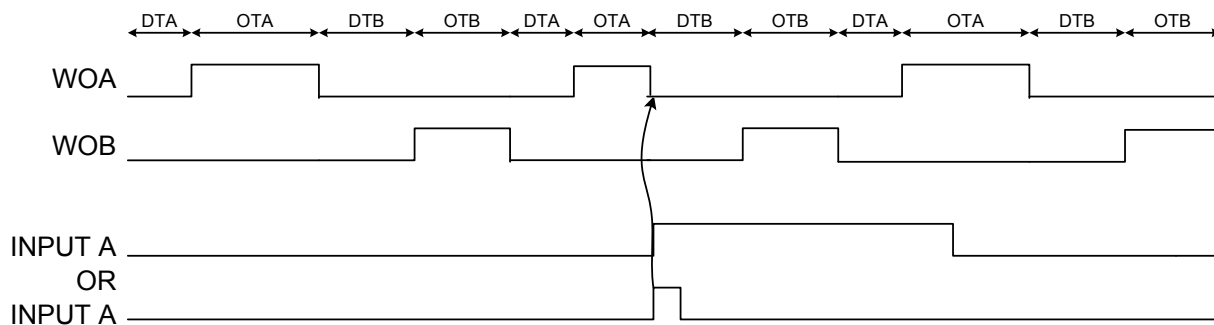 DTA OTA DTB OTB DTA OTA DTB OTB DTA OTA DTB OTB
WOA
WOB
INPUT A
OR
INPUT A